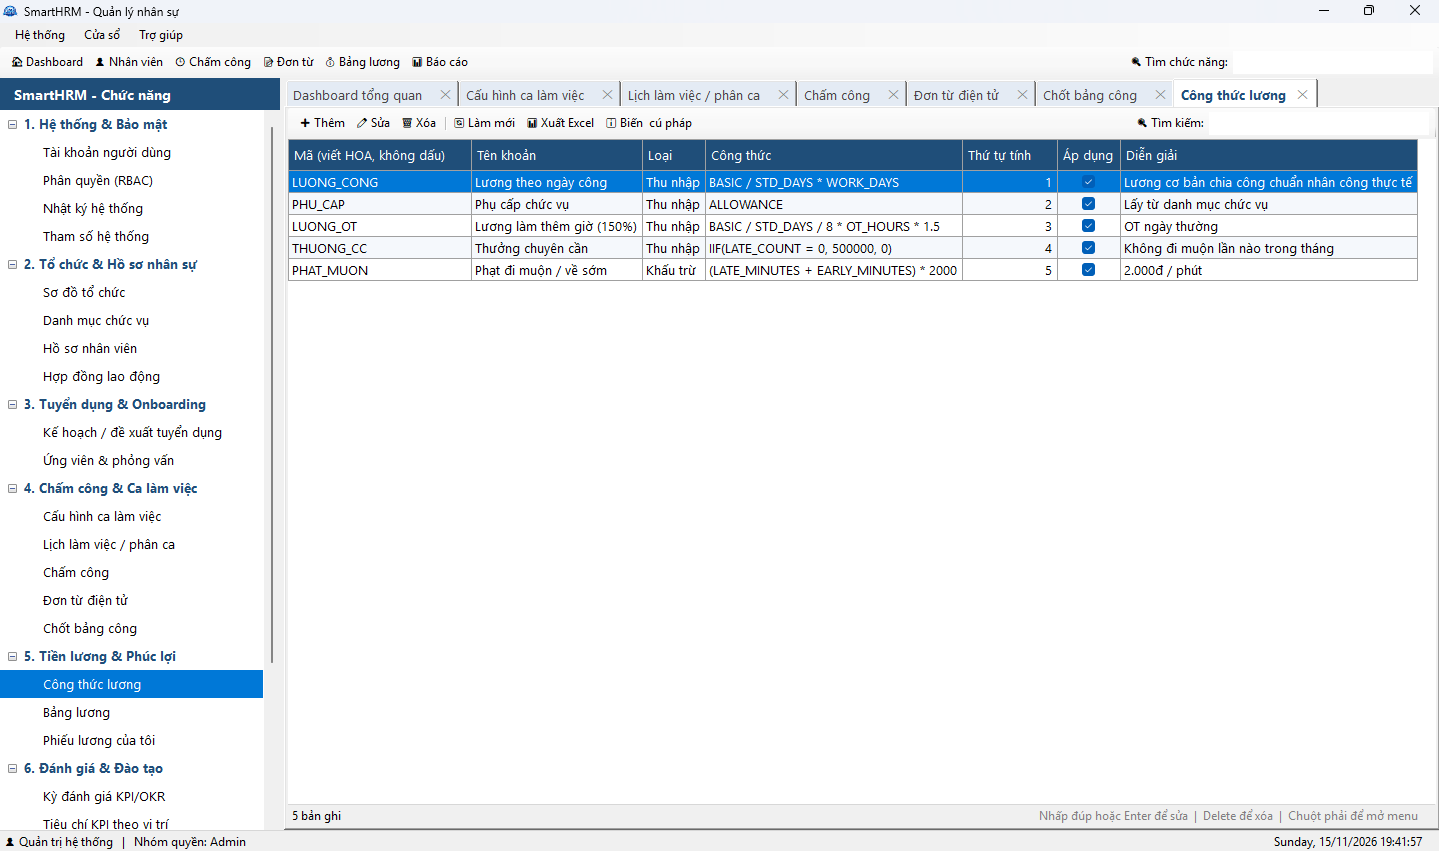 SmartHRM - Quản lý nhân sự
Hệ thống Cửa sổ Trợ giúp
Dashboard Nhân viên Chấm công Đơn từ Bảng lương Báo cáo Tìm chức năng:
SmartHRM - Chức năng
1. Hệ thống & Bảo mật
Tài khoản người dùng
Phân quyền (RBAC)
Nhật ký hệ thống
Tham số hệ thống
2. Tổ chức & Hồ sơ nhân sự
Sơ đồ tổ chức
Danh mục chức vụ
Hồ sơ nhân viên
Hợp đồng lao động
3. Tuyển dụng & Onboarding
Kế hoạch / đề xuất tuyển dụng
Ứng viên & phỏng vấn
4. Chấm công & Ca làm việc
Cấu hình ca làm việc
Lịch làm việc / phân ca
Chấm công
Đơn từ điện tử
Chốt bảng công
5. Tiền lương & Phúc lợi
Công thức lương
Bảng lương
Phiếu lương của tôi
6. Đánh giá & Đào tạo
Kỳ đánh giá KPI/OKR
Tiêu chí KPI theo vị trí
Dashboard tổng quan Cấu hình ca làm việc Lịch làm việc / phân ca Chấm công Đơn từ điện tử Chốt bảng công Công thức lương
Thêm Sửa Xóa Làm mới Xuất Excel Biến cú pháp Tìm kiếm:
Mã (viết HOA, không dấu) Tên khoản Loại Công thức Thứ tự tính Áp dụng Diễn giải
LUONG_CONG Lương theo ngày công Thu nhập BASIC / STD_DAYS * WORK_DAYS 1 Lương cơ bản chia công chuẩn nhân công thực tế
PHU_CAP Phụ cấp chức vụ Thu nhập ALLOWANCE 2 Lấy từ danh mục chức vụ
LUONG_OT Lương làm thêm giờ (150%) Thu nhập BASIC / STD_DAYS / 8 * OT_HOURS * 1.5 3 OT ngày thường
THUONG_CC Thưởng chuyên cần Thu nhập IIF(LATE_COUNT = 0, 500000, 0) 4 Không đi muộn lần nào trong tháng
PHAT_MUON Phạt đi muộn / về sớm Khấu trừ (LATE_MINUTES + EARLY_MINUTES) * 2000 5 2.000đ / phút
5 bản ghi Nhấp đúp hoặc Enter để sửa | Delete để xóa | Chuột phải để mở menu
Quản trị hệ thống | Nhóm quyền: Admin Sunday, 15/11/2026 19:41:57